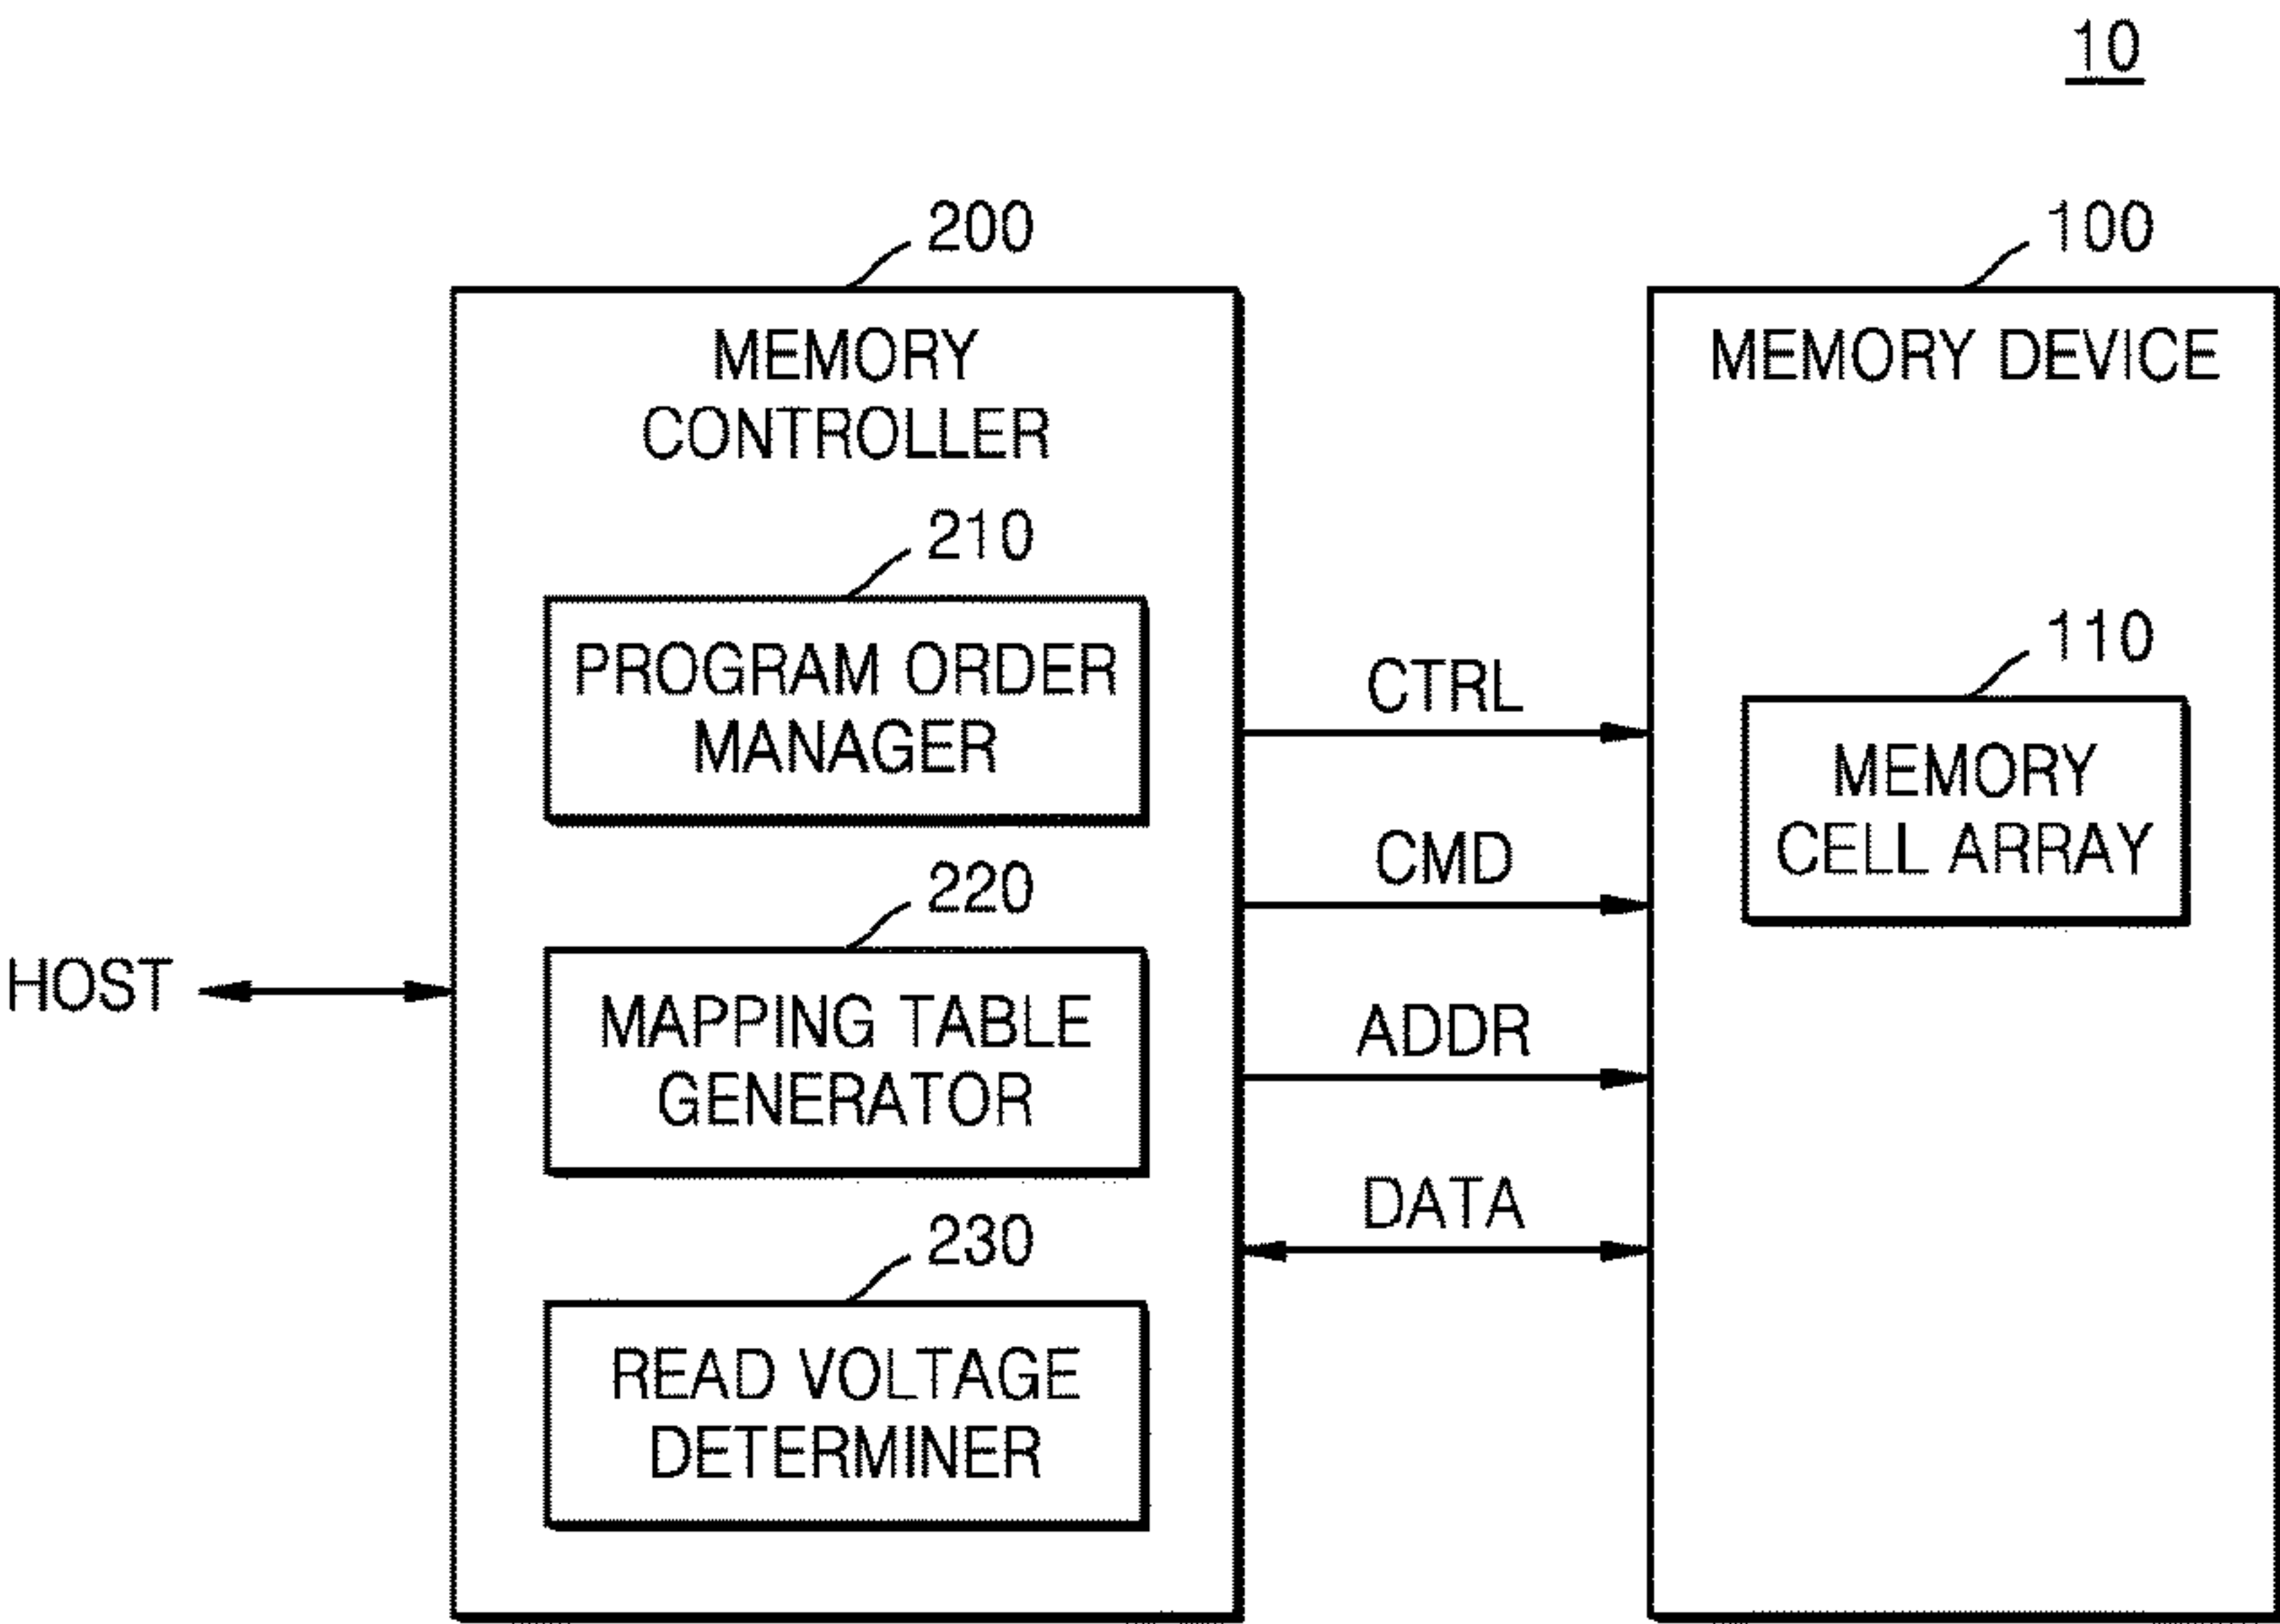 10
200
100
MEMORY
CONTROLLER
MEMORY DEVICE
210
PROGRAM ORDER
MANAGER
110
MEMORY
CELL ARRAY
CTRL
CMD
ADDR
DATA
220
MAPPING TABLE
GENERATOR
HOST
230
READ VOLTAGE
DETERMINER